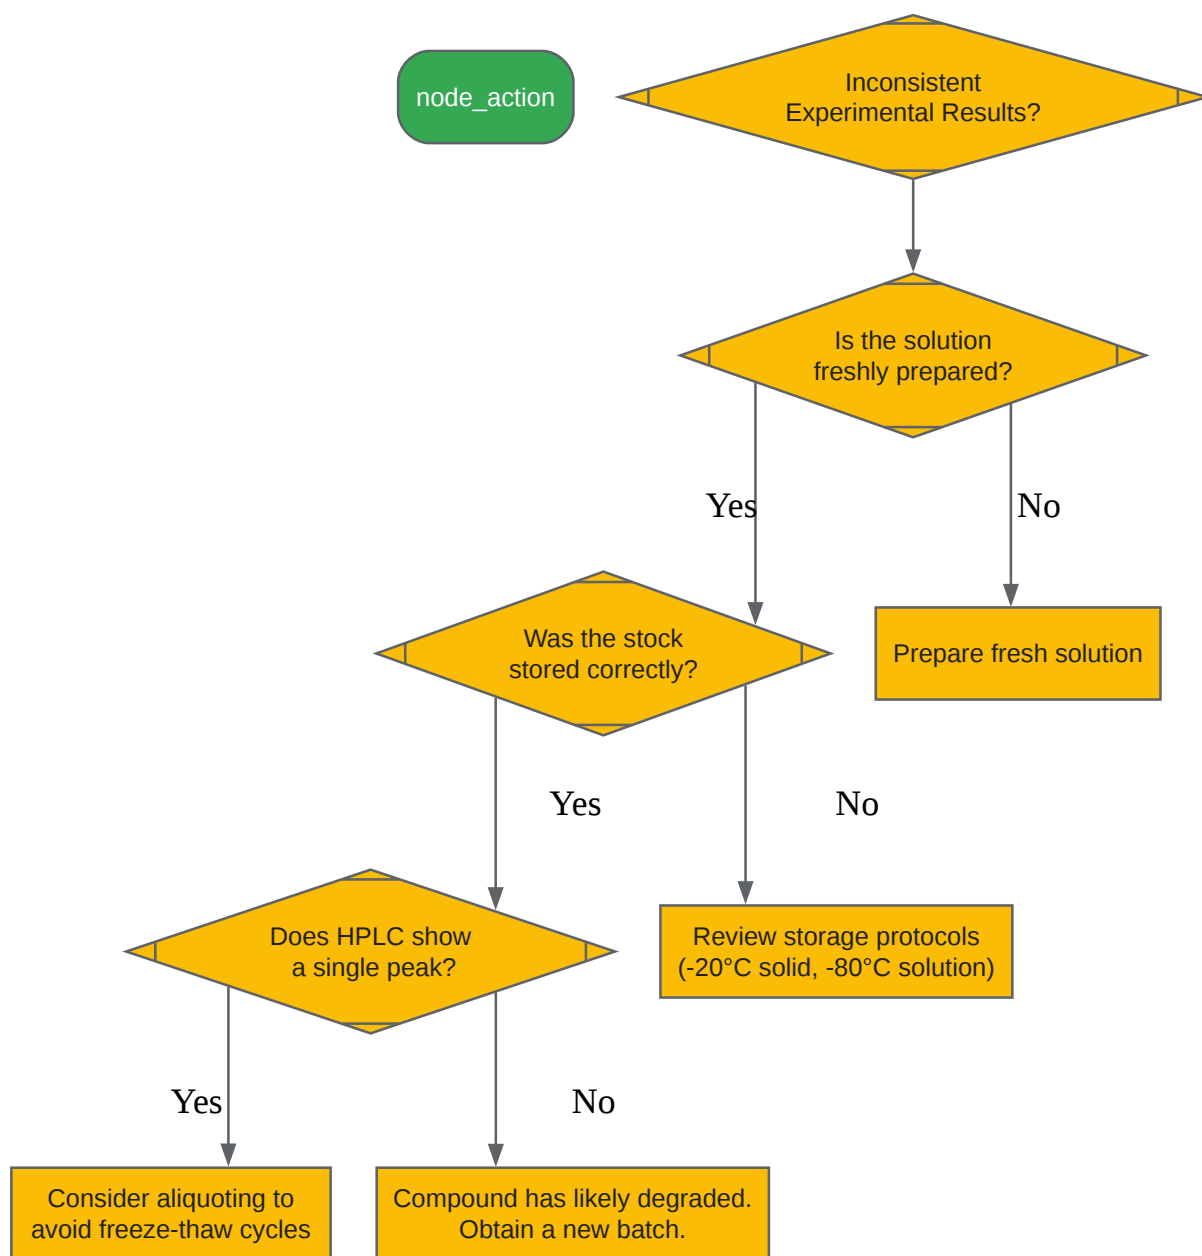 node_action
Inconsistent
Experimental Results?
Is the solution
freshly prepared?
Yes
No
Was the stock
stored correctly?
Prepare fresh solution
Yes
No
Does HPLC show
a single peak?
Review storage protocols
(-20°C solid, -80°C solution)
Yes
No
Consider aliquoting to
avoid freeze-thaw cycles
Compound has likely degraded.
Obtain a new batch.